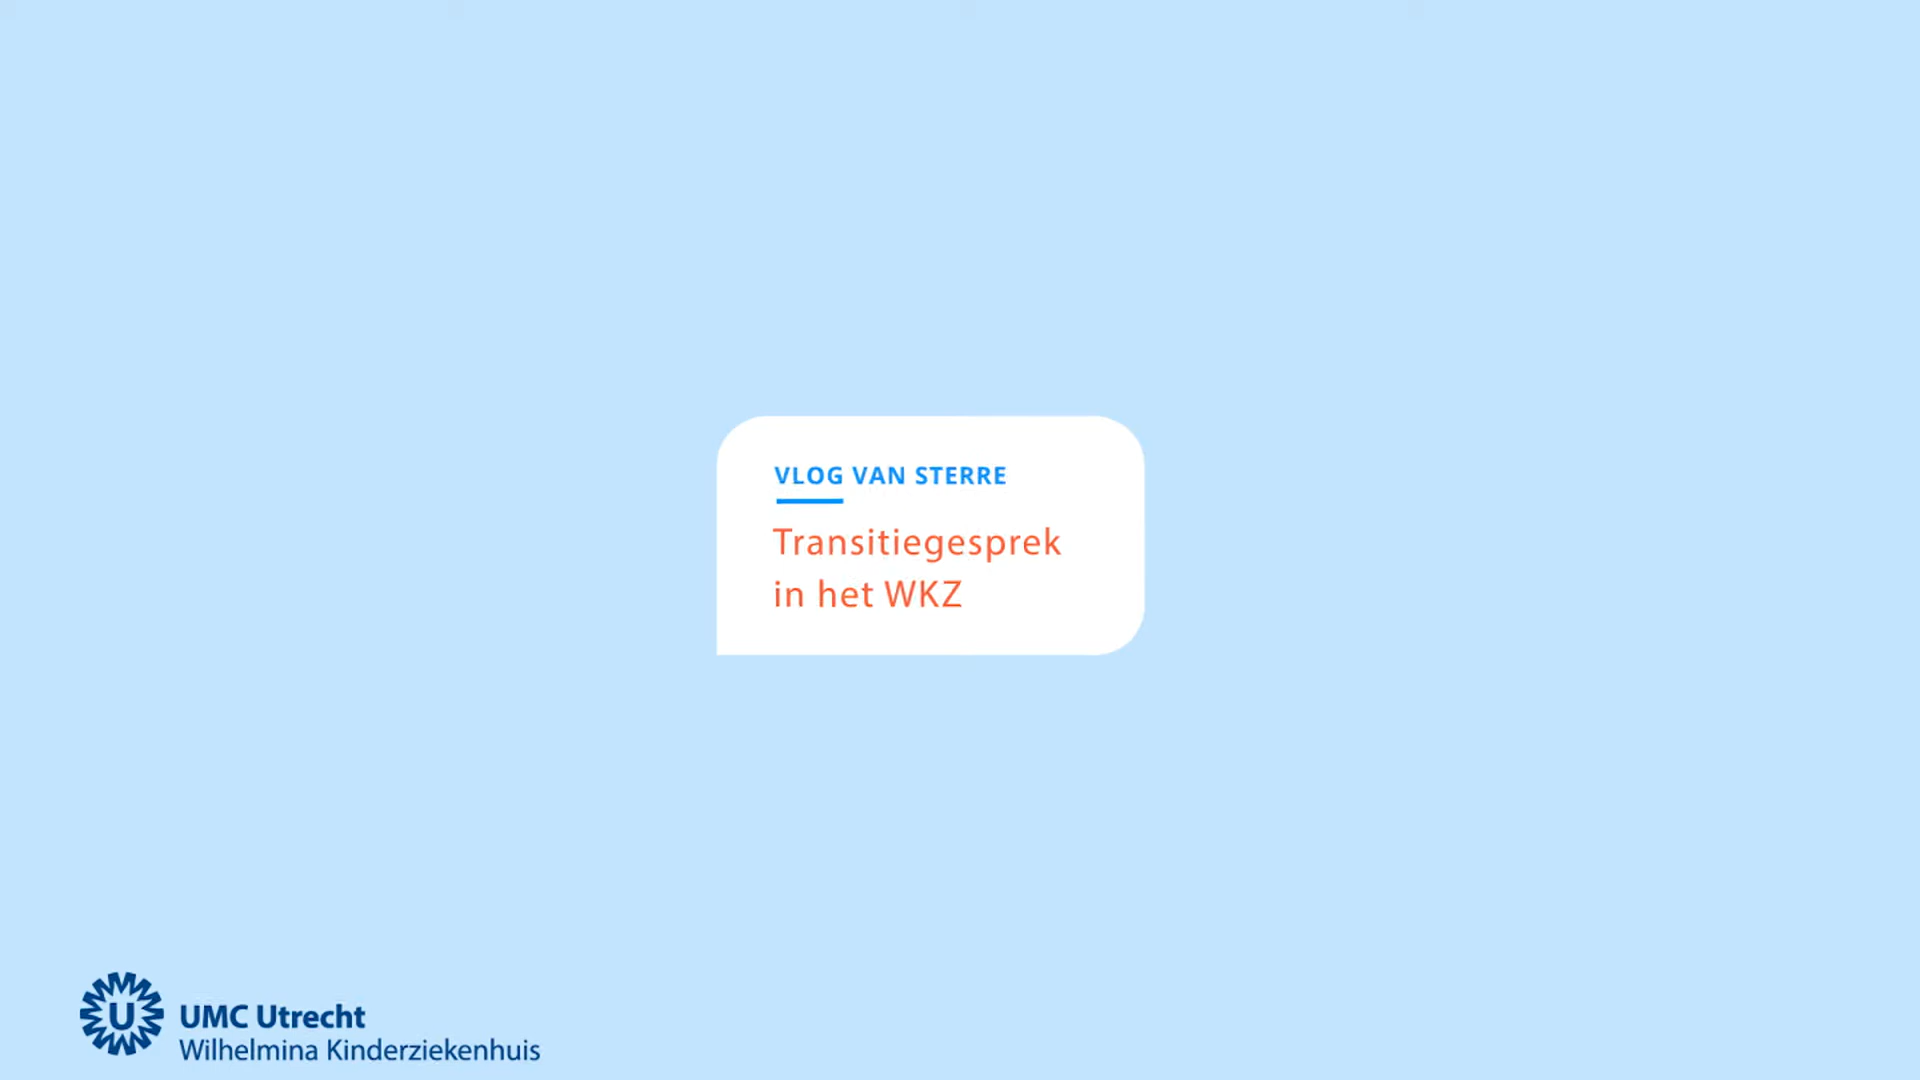 VLOG VAN STERRE
Transitiegesprek
in het WKZ
U
UMC Utrecht
Wilhelmina Kinderziekenhuis